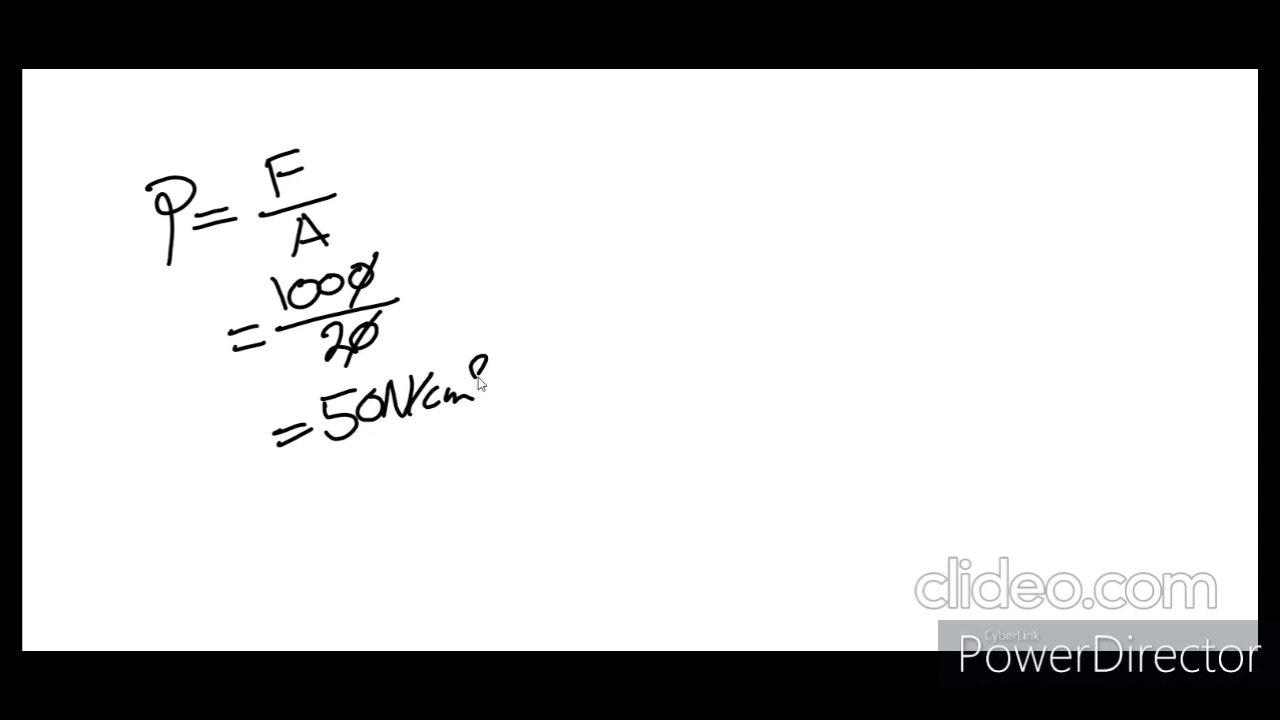 P = F/A
= 1000/20
= 50N/cm²
clideo.com
CyberLink
PowerDirector